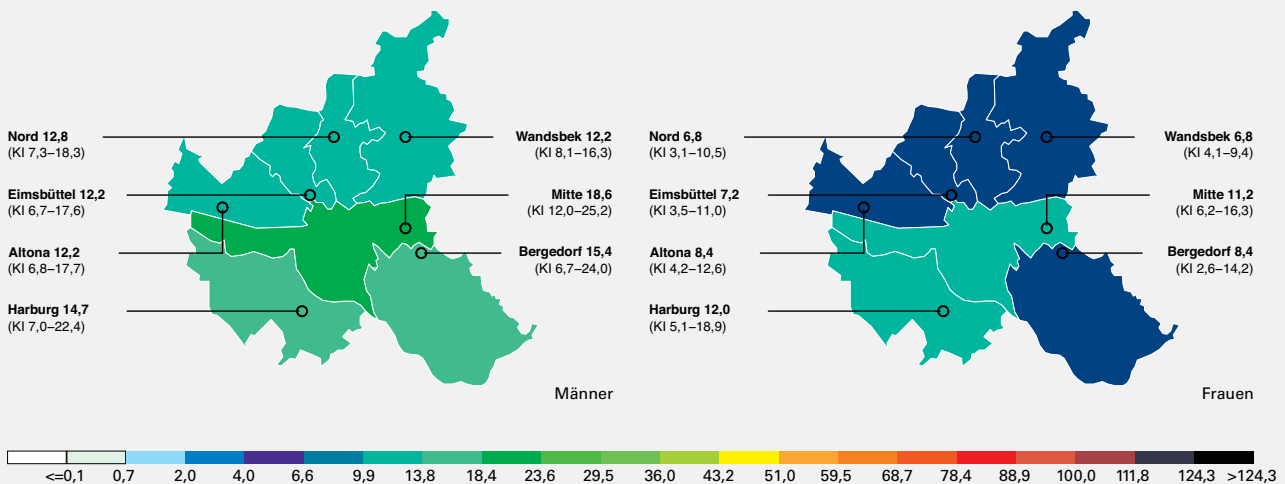 Nord 12,8
(KI 7,3–18,3)
Eimsbüttel 12,2
(KI 6,7–17,6)
Altona 12,2
(KI 6,8–17,7)
Harburg 14,7
(KI 7,0–22,4)
Wandsbek 12,2
(KI 8,1–16,3)
Mitte 18,6
(KI 12,0–25,2)
Bergedorf 15,4
(KI 6,7–24,0)
Männer
Nord 6,8
(KI 3,1–10,5)
Eimsbüttel 7,2
(KI 3,5–11,0)
Altona 8,4
(KI 4,2–12,6)
Harburg 12,0
(KI 5,1–18,9)
Wandsbek 6,8
(KI 4,1–9,4)
Mitte 11,2
(KI 6,2–16,3)
Bergedorf 8,4
(KI 2,6–14,2)
Frauen
<=0,1 0,7 2,0 4,0 6,6 9,9 13,8 18,4 23,6 29,5 36,0 43,2 51,0 59,5 68,7 78,4 88,9 100,0 111,8 124,3 >124,3